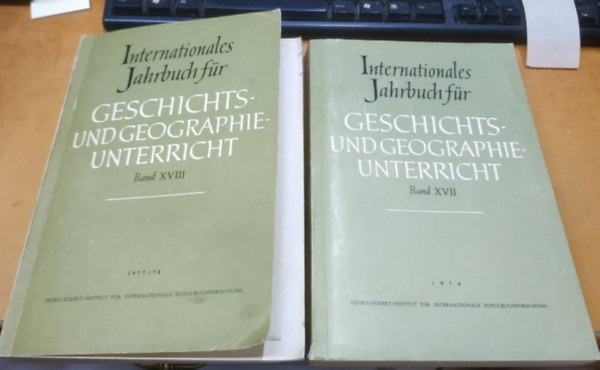 Internationales
Jahrbuch für
GESCHICHTS-
UND GEOGRAPHIE-
UNTERRICHT
Band XVIII
1977/78
GEORG-ECKERT-INSTITUT FÜR INTERNATIONALE SCHULBUCHFORSCHUNG
Internationales
Jahrbuch für
GESCHICHTS-
UND GEOGRAPHIE-
UNTERRICHT
Band XVII
1976
GEORG-ECKERT-INSTITUT FÜR INTERNATIONALE SCHULBUCHFORSCHUNG